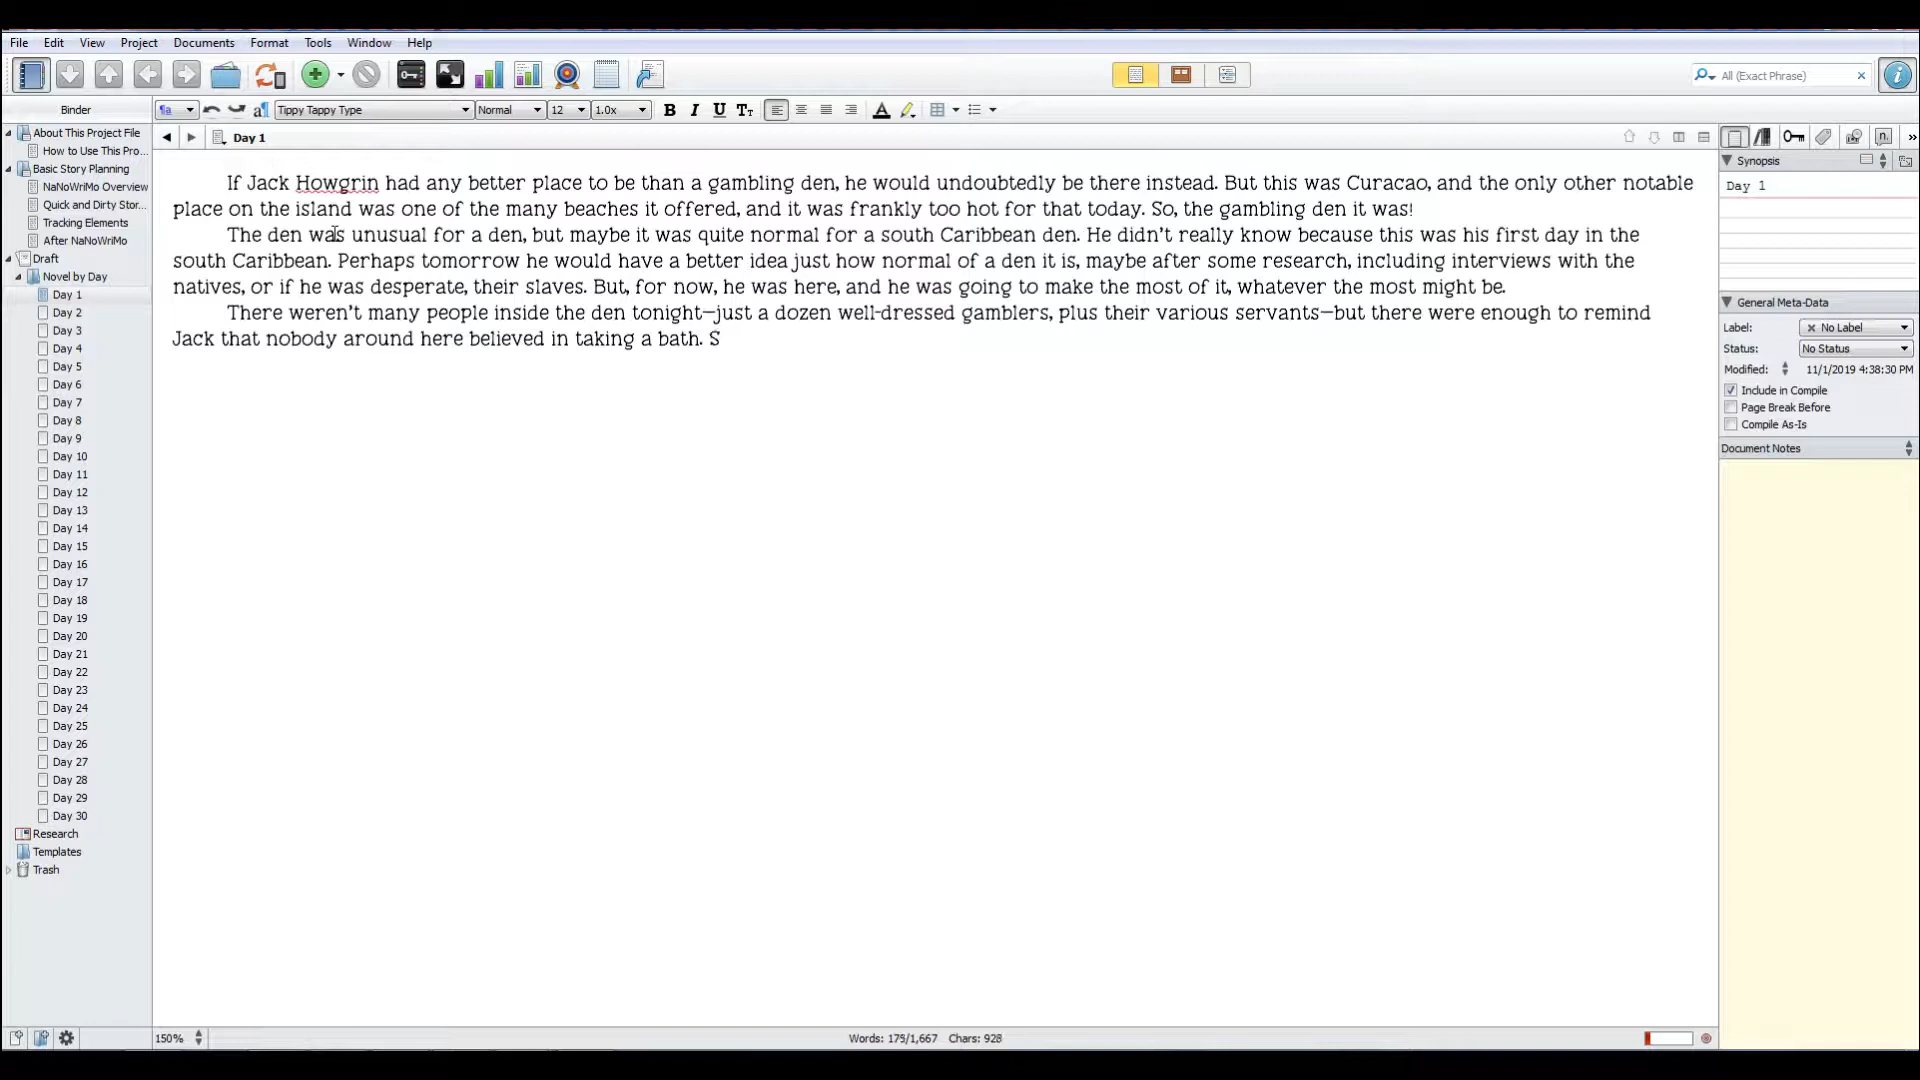 File Edit View Project Documents Format Tools Window Help
All (Exact Phrase)
Binder
Tippy Tappy Type Normal 12 1.0x B I U
Day 1
About This Project File
How to Use This Pro...
Basic Story Planning
NaNoWriMo Overview
Quick and Dirty Stor...
Tracking Elements
After NaNoWriMo
Draft
Novel by Day
Day 1
Day 2
Day 3
Day 4
Day 5
Day 6
Day 7
Day 8
Day 9
Day 10
Day 11
Day 12
Day 13
Day 14
Day 15
Day 16
Day 17
Day 18
Day 19
Day 20
Day 21
Day 22
Day 23
Day 24
Day 25
Day 26
Day 27
Day 28
Day 29
Day 30
Research
Templates
Trash
If Jack Howgrin had any better place to be than a gambling den, he would undoubtedly be there instead. But this was Curacao, and the only other notable
place on the island was one of the many beaches it offered, and it was frankly too hot for that today. So, the gambling den it was!
The den was unusual for a den, but maybe it was quite normal for a south Caribbean den. He didn't really know because this was his first day in the
south Caribbean. Perhaps tomorrow he would have a better idea just how normal of a den it is, maybe after some research, including interviews with the
natives, or if he was desperate, their slaves. But, for now, he was here, and he was going to make the most of it, whatever the most might be.
There weren't many people inside the den tonight—just a dozen well-dressed gamblers, plus their various servants—but there were enough to remind
Jack that nobody around here believed in taking a bath. S
Synopsis
Day 1
General Meta-Data
Label: No Label
Status: No Status
Modified: 11/1/2019 4:38:30 PM
Include in Compile
Page Break Before
Compile As-Is
Document Notes
150%
Words: 175/1,667 Chars: 928